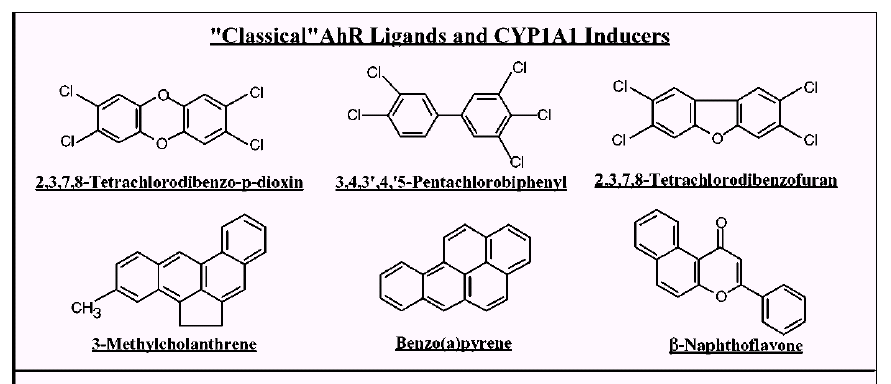 "Classical"AhR Ligands and CYP1A1 Inducers
Cl Cl Cl Cl O O
Cl Cl Cl Cl Cl
Cl Cl Cl Cl O
2,3,7,8-Tetrachlorodibenzo-p-dioxin
3,4,3',4,'5-Pentachlorobiphenyl
2,3,7,8-Tetrachlorodibenzofuran
CH3
O O
3-Methylcholanthrene
Benzo(a)pyrene
β-Naphthoflavone